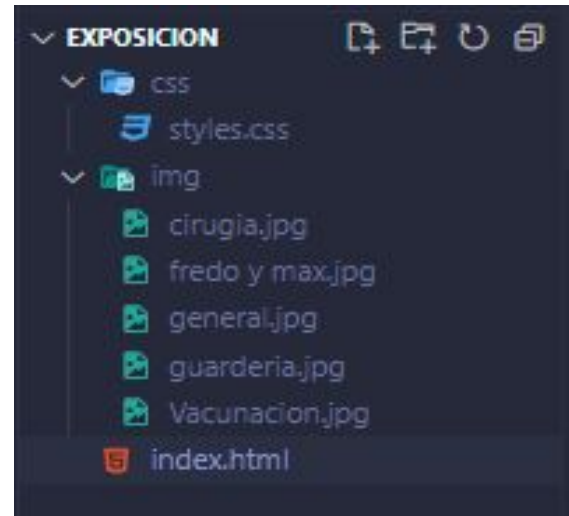 EXPOSICION
css
styles.css
img
cirugia.jpg
fredo y max.jpg
general.jpg
guarderia.jpg
Vacunacion.jpg
index.html